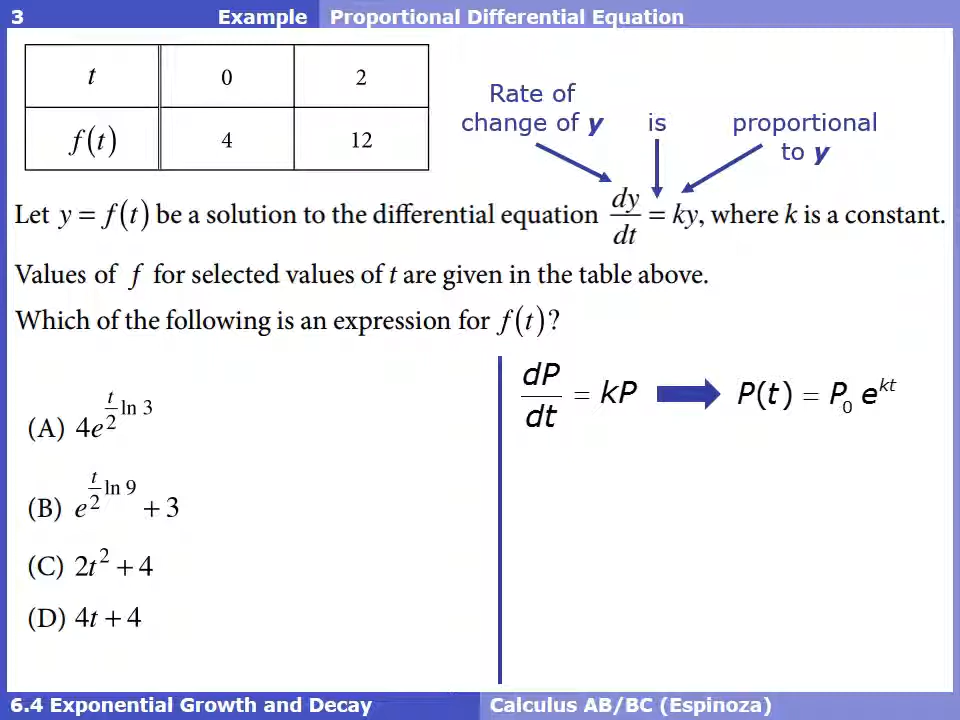 3 Example Proportional Differential Equation
t 0 2
f(t) 4 12
Rate of
change of y is proportional
to y
Let y = f(t) be a solution to the differential equation dy/dt = ky, where k is a constant.
Values of f for selected values of t are given in the table above.
Which of the following is an expression for f(t)?
(A) 4e^(t/2 ln 3)
(B) e^(t/2 ln 9) + 3
(C) 2t² + 4
(D) 4t + 4
dP/dt = kP P(t) = P₀ e^(kt)
6.4 Exponential Growth and Decay Calculus AB/BC (Espinoza)